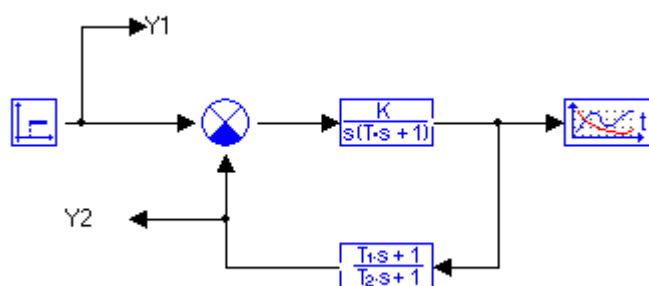 Y1
K
s(T·s + 1)
t
Y2
T₁·s + 1
T₂·s + 1